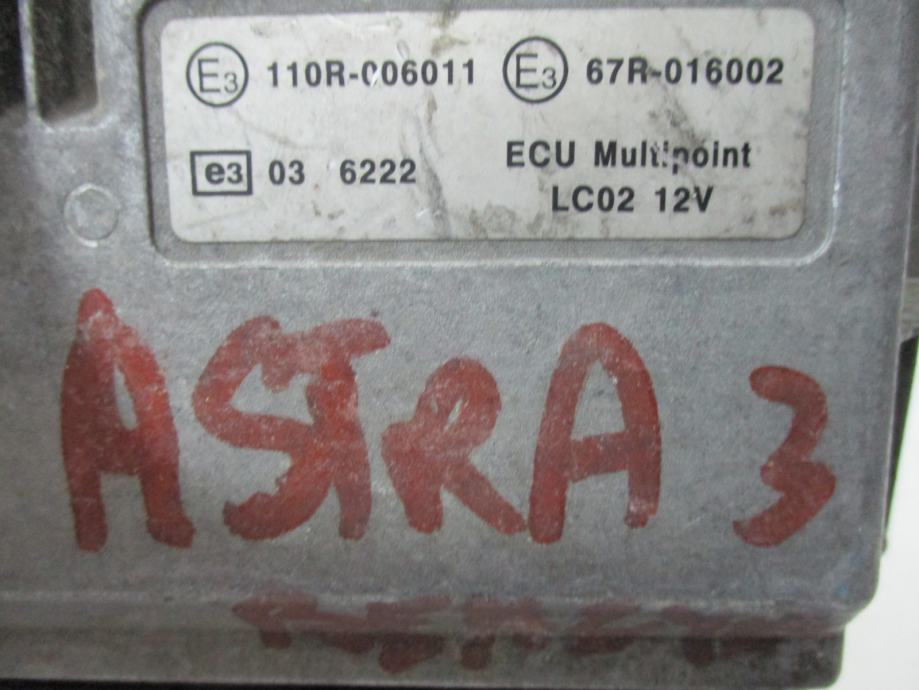 E3 110R-006011 E3 67R-016002
e3 03 6222
ECU Multipoint
LC02 12V
ASTRA 3